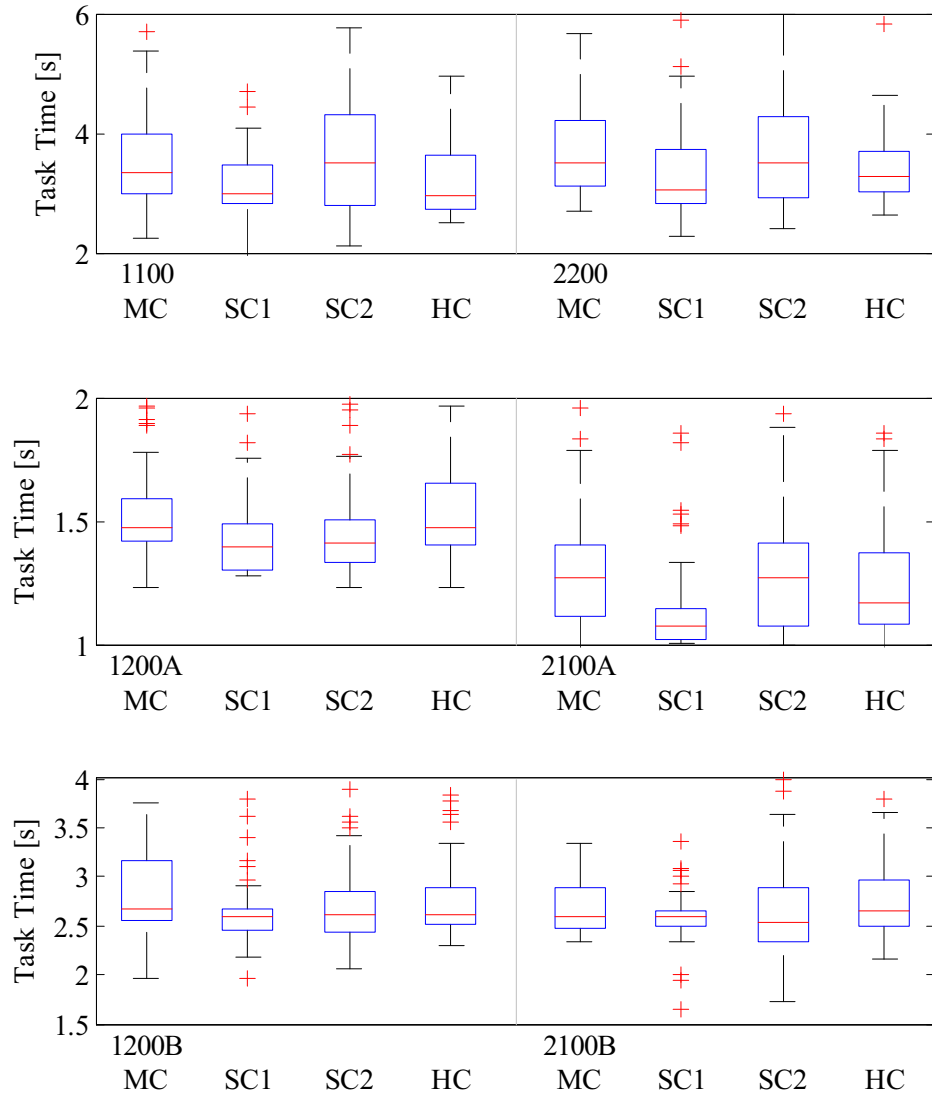 6
4
2
Task Time [s]
1100 2200
MC SC1 SC2 HC MC SC1 SC2 HC
2
1.5
1
Task Time [s]
1200A 2100A
MC SC1 SC2 HC MC SC1 SC2 HC
4
3.5
3
2.5
2
1.5
Task Time [s]
1200B 2100B
MC SC1 SC2 HC MC SC1 SC2 HC